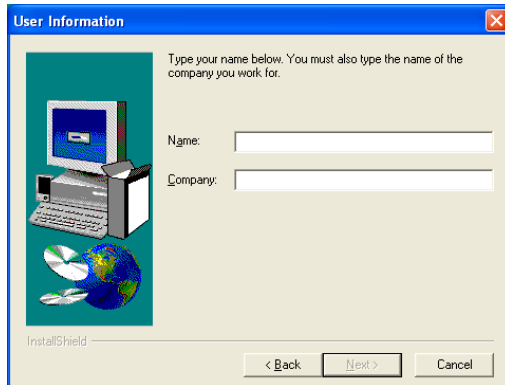 User Information
Type your name below. You must also type the name of the
company you work for.
Name:
Company:
InstallShield
< Back
Next >
Cancel